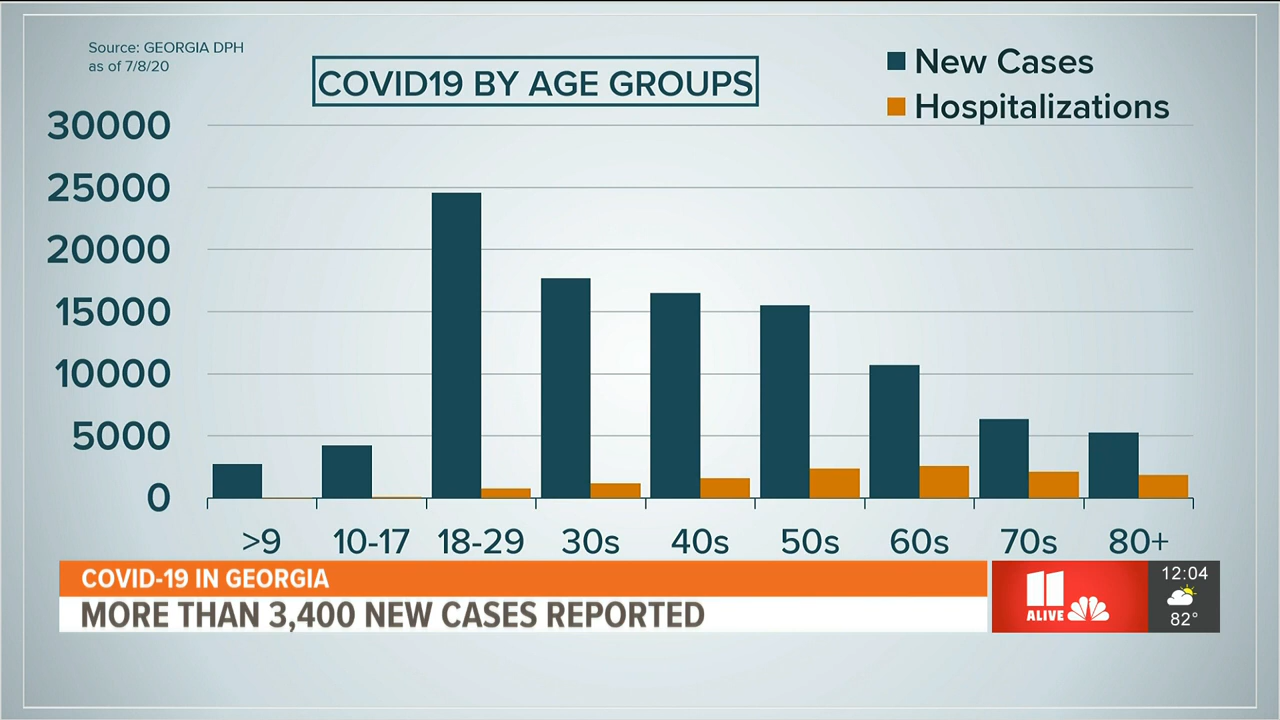 Source: GEORGIA DPH
as of 7/8/20
COVID19 BY AGE GROUPS
New Cases
Hospitalizations
30000
25000
20000
15000
10000
5000
0
>9 10-17 18-29 30s 40s 50s 60s 70s 80+
COVID-19 IN GEORGIA
MORE THAN 3,400 NEW CASES REPORTED
11
ALIVE
12:04
82°